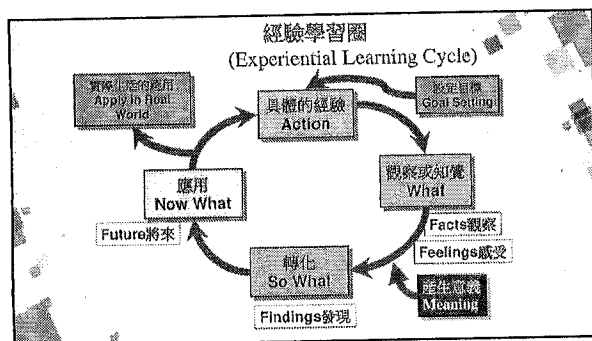 經驗學習圈
(Experiential Learning Cycle)
實際生活的應用
Apply in Real
World
具體的經驗
Action
設定目標
Goal Setting
觀察或知覺
What
應用
Now What
Future將來
Facts觀察
Feelings感受
轉化
So What
Findings發現
產生意義
Meaning